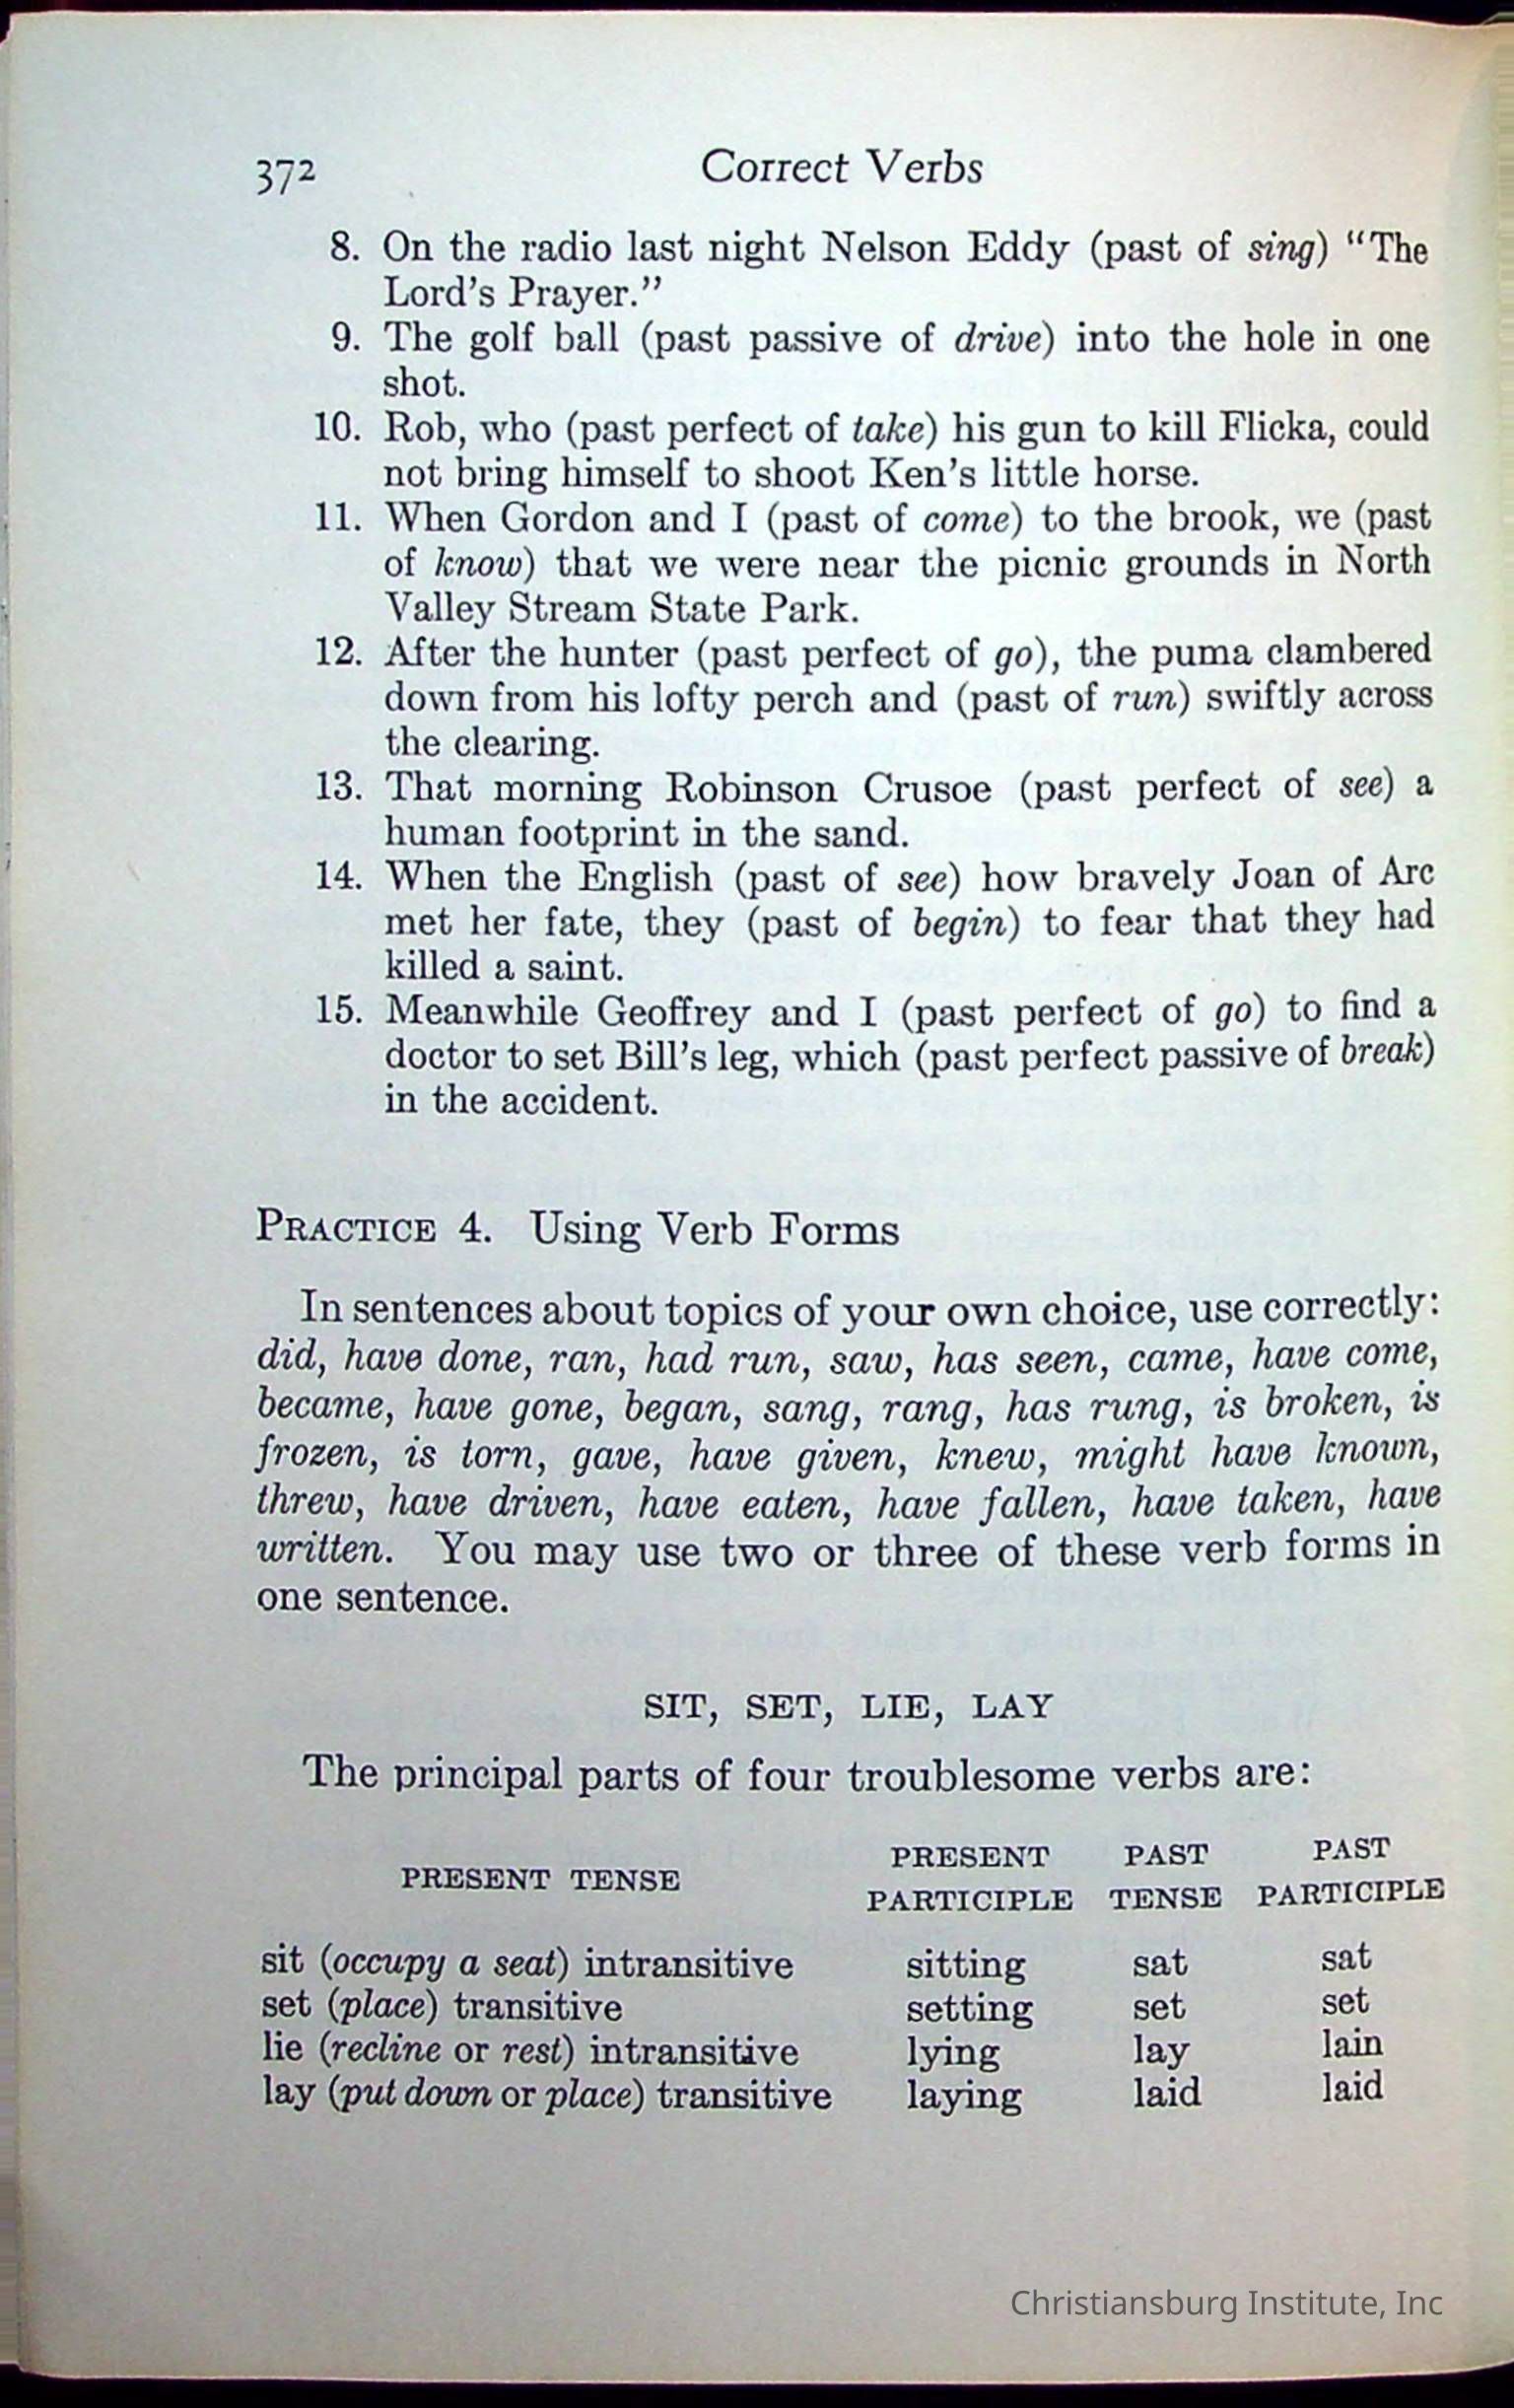 372 Correct Verbs
8. On the radio last night Nelson Eddy (past of sing) “The
Lord’s Prayer.”
9. The golf ball (past passive of drive) into the hole in one
shot.
10. Rob, who (past perfect of take) his gun to kill Flicka, could
not bring himself to shoot Ken’s little horse.
11. When Gordon and I (past of come) to the brook, we (past
of know) that we were near the picnic grounds in North
Valley Stream State Park.
12. After the hunter (past perfect of go), the puma clambered
down from his lofty perch and (past of run) swiftly across
the clearing.
13. That morning Robinson Crusoe (past perfect of see) a
human footprint in the sand.
14. When the English (past of see) how bravely Joan of Arc
met her fate, they (past of begin) to fear that they had
killed a saint.
15. Meanwhile Geoffrey and I (past perfect of go) to find a
doctor to set Bill’s leg, which (past perfect passive of break)
in the accident.
PRACTICE 4. Using Verb Forms
In sentences about topics of your own choice, use correctly:
did, have done, ran, had run, saw, has seen, came, have come,
became, have gone, began, sang, rang, has rung, is broken, is
frozen, is torn, gave, have given, knew, might have known,
threw, have driven, have eaten, have fallen, have taken, have
written. You may use two or three of these verb forms in
one sentence.
SIT, SET, LIE, LAY
The principal parts of four troublesome verbs are:
PRESENT TENSE PRESENT PARTICIPLE PAST TENSE PAST PARTICIPLE
sit (occupy a seat) intransitive sitting sat sat
set (place) transitive setting set set
lie (recline or rest) intransitive lying lay lain
lay (put down or place) transitive laying laid laid
Christiansburg Institute, Inc